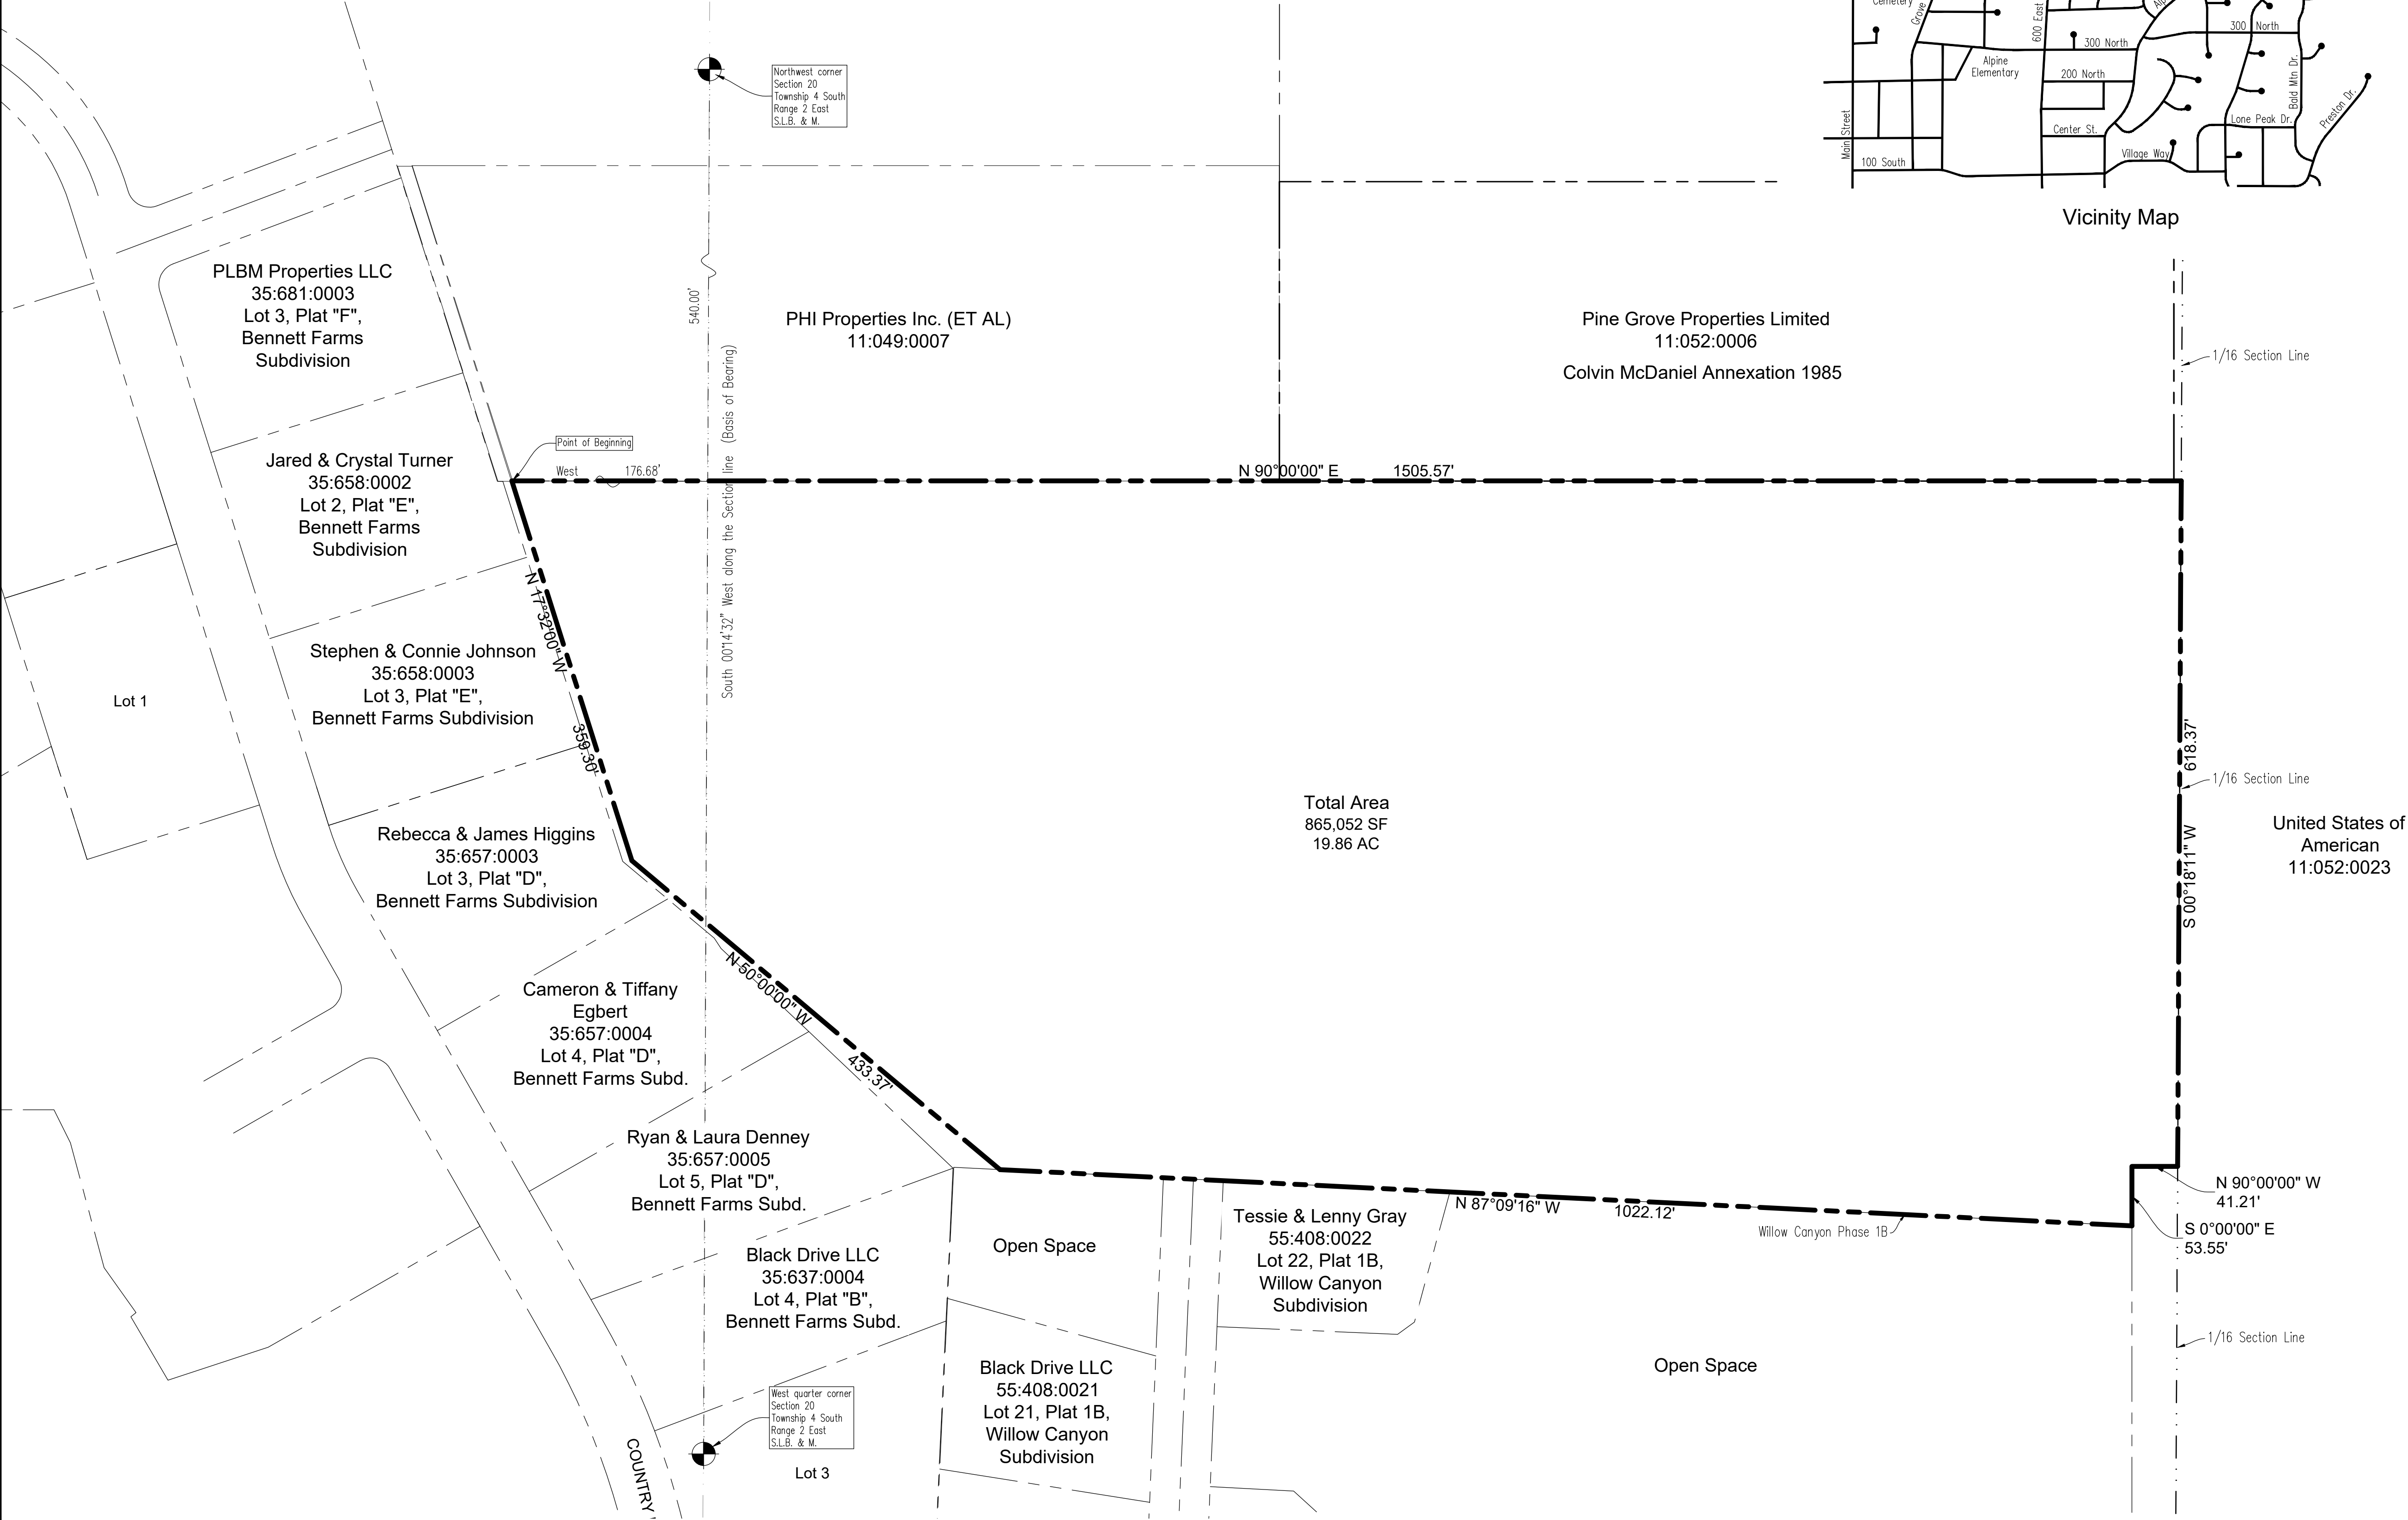 Cemetery
Grove
600 East
Alp
300 North
300 North
Alpine
Elementary
200 North
Bald Mtn Dr.
Preston Dr.
Main Street
Center St.
Lone Peak Dr.
Village Way
100 South
Vicinity Map
Northwest corner
Section 20
Township 4 South
Range 2 East
S.L.B. & M.
PLBM Properties LLC
35:681:0003
Lot 3, Plat "F",
Bennett Farms
Subdivision
540.00'
PHI Properties Inc. (ET AL)
11:049:0007
Pine Grove Properties Limited
11:052:0006
Colvin McDaniel Annexation 1985
1/16 Section Line
South 00°14'32" West along the Section line (Basis of Bearing)
Point of Beginning
West 176.68'
N 90°00'00" E 1505.57'
Jared & Crystal Turner
35:658:0002
Lot 2, Plat "E",
Bennett Farms
Subdivision
N 17°32'00" W
359.30'
Stephen & Connie Johnson
35:658:0003
Lot 3, Plat "E",
Bennett Farms Subdivision
Lot 1
618.37'
1/16 Section Line
S 00°18'11" W
Total Area
865,052 SF
19.86 AC
United States of
American
11:052:0023
Rebecca & James Higgins
35:657:0003
Lot 3, Plat "D",
Bennett Farms Subdivision
N 50°00'00" W
433.37'
Cameron & Tiffany
Egbert
35:657:0004
Lot 4, Plat "D",
Bennett Farms Subd.
Ryan & Laura Denney
35:657:0005
Lot 5, Plat "D",
Bennett Farms Subd.
N 90°00'00" W
41.21'
S 0°00'00" E
53.55'
N 87°09'16" W 1022.12'
Willow Canyon Phase 1B
Tessie & Lenny Gray
55:408:0022
Lot 22, Plat 1B,
Willow Canyon
Subdivision
Open Space
Black Drive LLC
35:637:0004
Lot 4, Plat "B",
Bennett Farms Subd.
1/16 Section Line
Open Space
Black Drive LLC
55:408:0021
Lot 21, Plat 1B,
Willow Canyon
Subdivision
West quarter corner
Section 20
Township 4 South
Range 2 East
S.L.B. & M.
Lot 3
COUNTRY